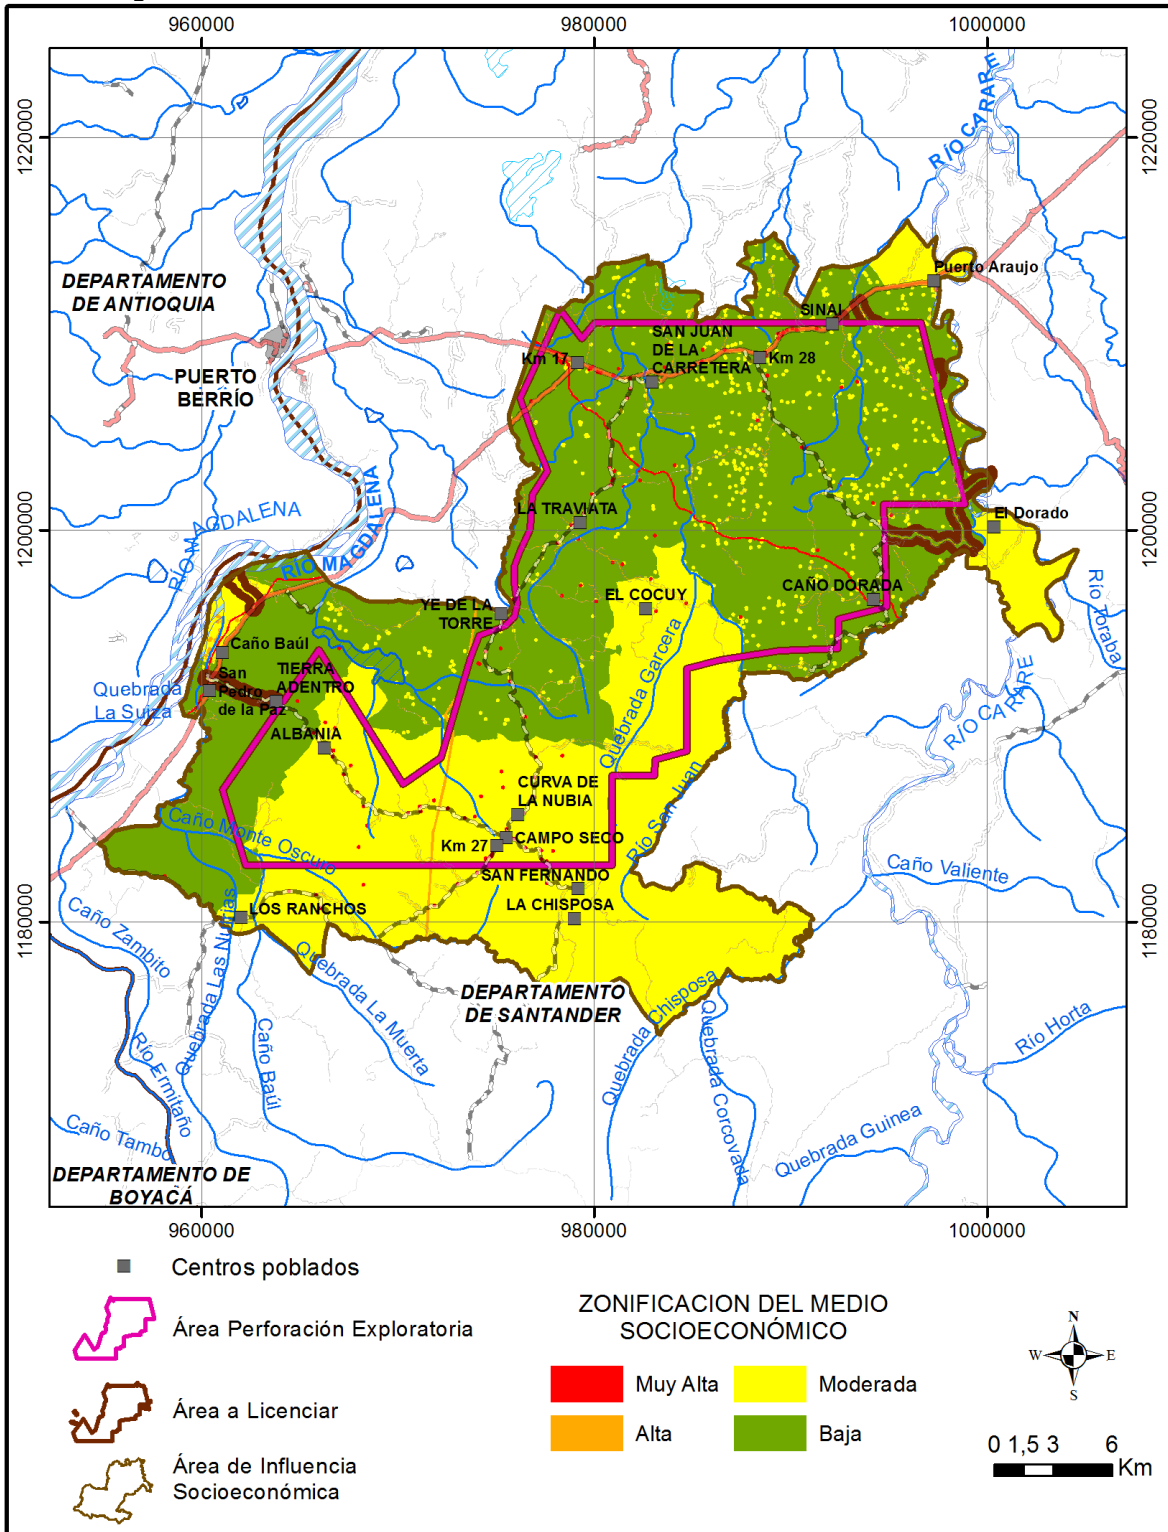 960000
980000
1000000
1220000
1220000
RÍO CARARE
DEPARTAMENTO
DE ANTIOQUIA
Puerto Araujo
SINAI
SAN JUAN
DE LA
CARRETERA
Km 17
Km 28
PUERTO
BERRÍO
RÍO MAGDALENA
RÍO MAGDALENA
1200000
1200000
LA TRAVIATA
El Dorado
CAÑO DORADA
EL COCUY
YE DE LA
TORRE
Río Toraba
Quebrada Garcera
Caño Baúl
San
Pedro
de la Paz
TIERRA
ADENTRO
Quebrada
La Suiza
RÍO CARARE
ALBANIA
CURVA DE
LA NUBIA
Río San Juan
Caño Monte Oscuro
CAMPO SECO
Km 27
SAN FERNANDO
Caño Valiente
LOS RANCHOS
LA CHISPOSA
1180000
1180000
Caño Zambito
Quebrada Las Nutrias
Quebrada La Muerta
DEPARTAMENTO
DE SANTANDER
Quebrada Chisposa
Quebrada Corcovada
Río Horta
Río Ermitaño
Caño Baúl
Caño Tambo
Quebrada Guinea
DEPARTAMENTO DE
BOYACÁ
960000
980000
1000000
Centros poblados
Área Perforación Exploratoria
Área a Licenciar
Área de Influencia
Socioeconómica
ZONIFICACION DEL MEDIO
SOCIOECONÓMICO
Muy Alta
Moderada
Alta
Baja
N
W
E
S
0 1,5 3 6
Km